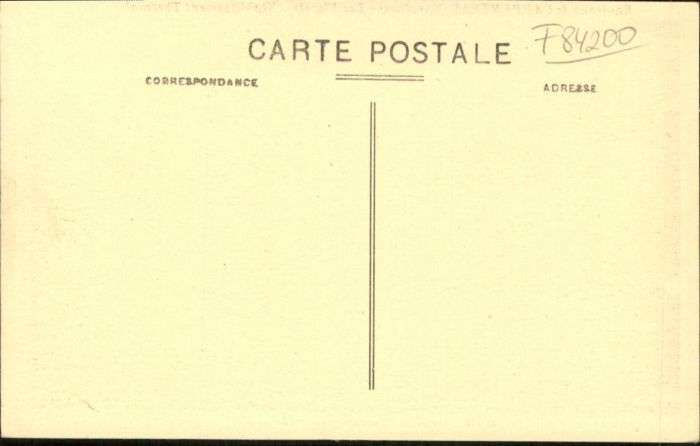 CARTE POSTALE
F84200
CORRESPONDANCE
ADRESSE